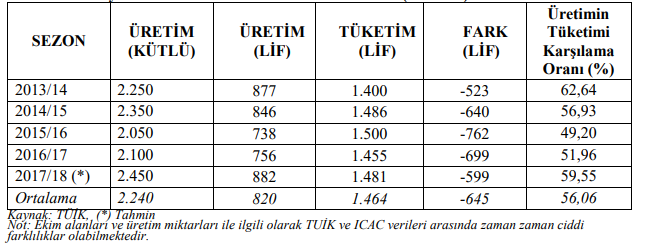 SEZON ÜRETİM (KÜTLÜ) ÜRETİM (LİF) TÜKETİM (LİF) FARK (LİF) Üretimin Tüketimi Karşılama Oranı (%)
2013/14 2.250 877 1.400 -523 62,64
2014/15 2.350 846 1.486 -640 56,93
2015/16 2.050 738 1.500 -762 49,20
2016/17 2.100 756 1.455 -699 51,96
2017/18 (*) 2.450 882 1.481 -599 59,55
Ortalama 2.240 820 1.464 -645 56,06
Kaynak: TÜİK, (*) Tahmin
Not: Ekim alanları ve üretim miktarları ile ilgili olarak TUİK ve ICAC verileri arasında zaman zaman ciddi
farklılıklar olabilmektedir.